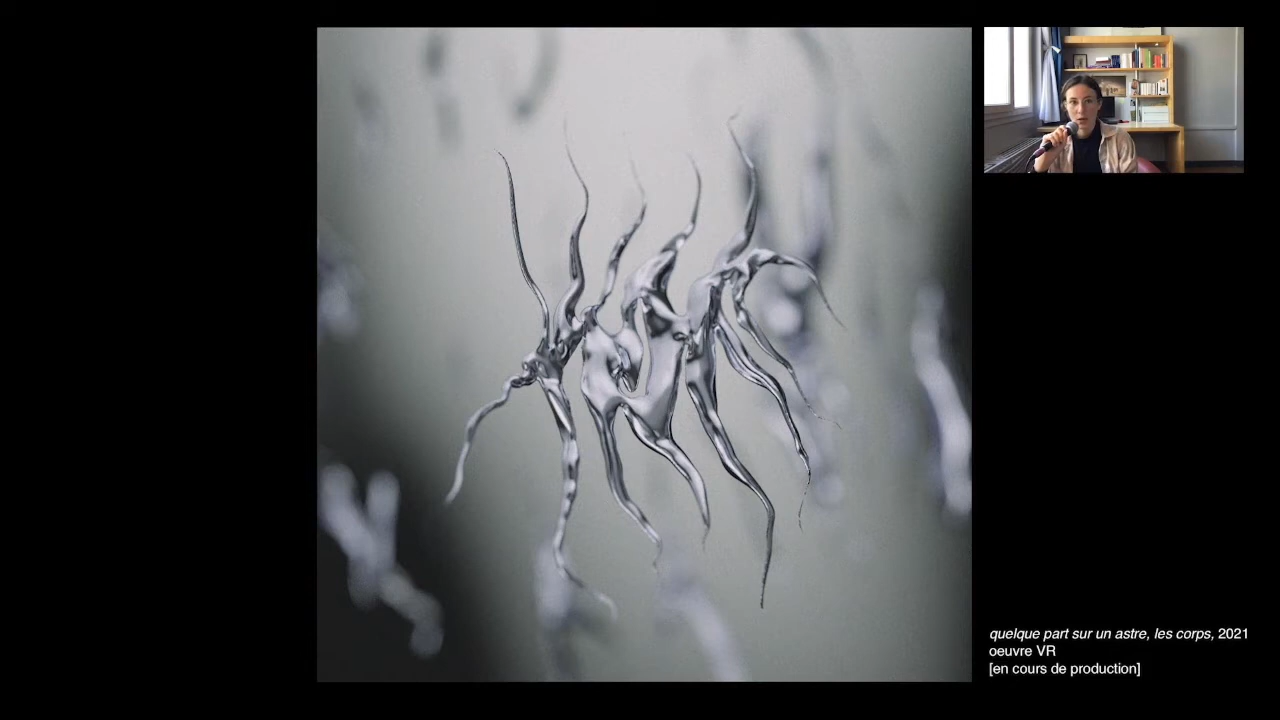 quelque part sur un astre, les corps, 2021
oeuvre VR
[en cours de production]